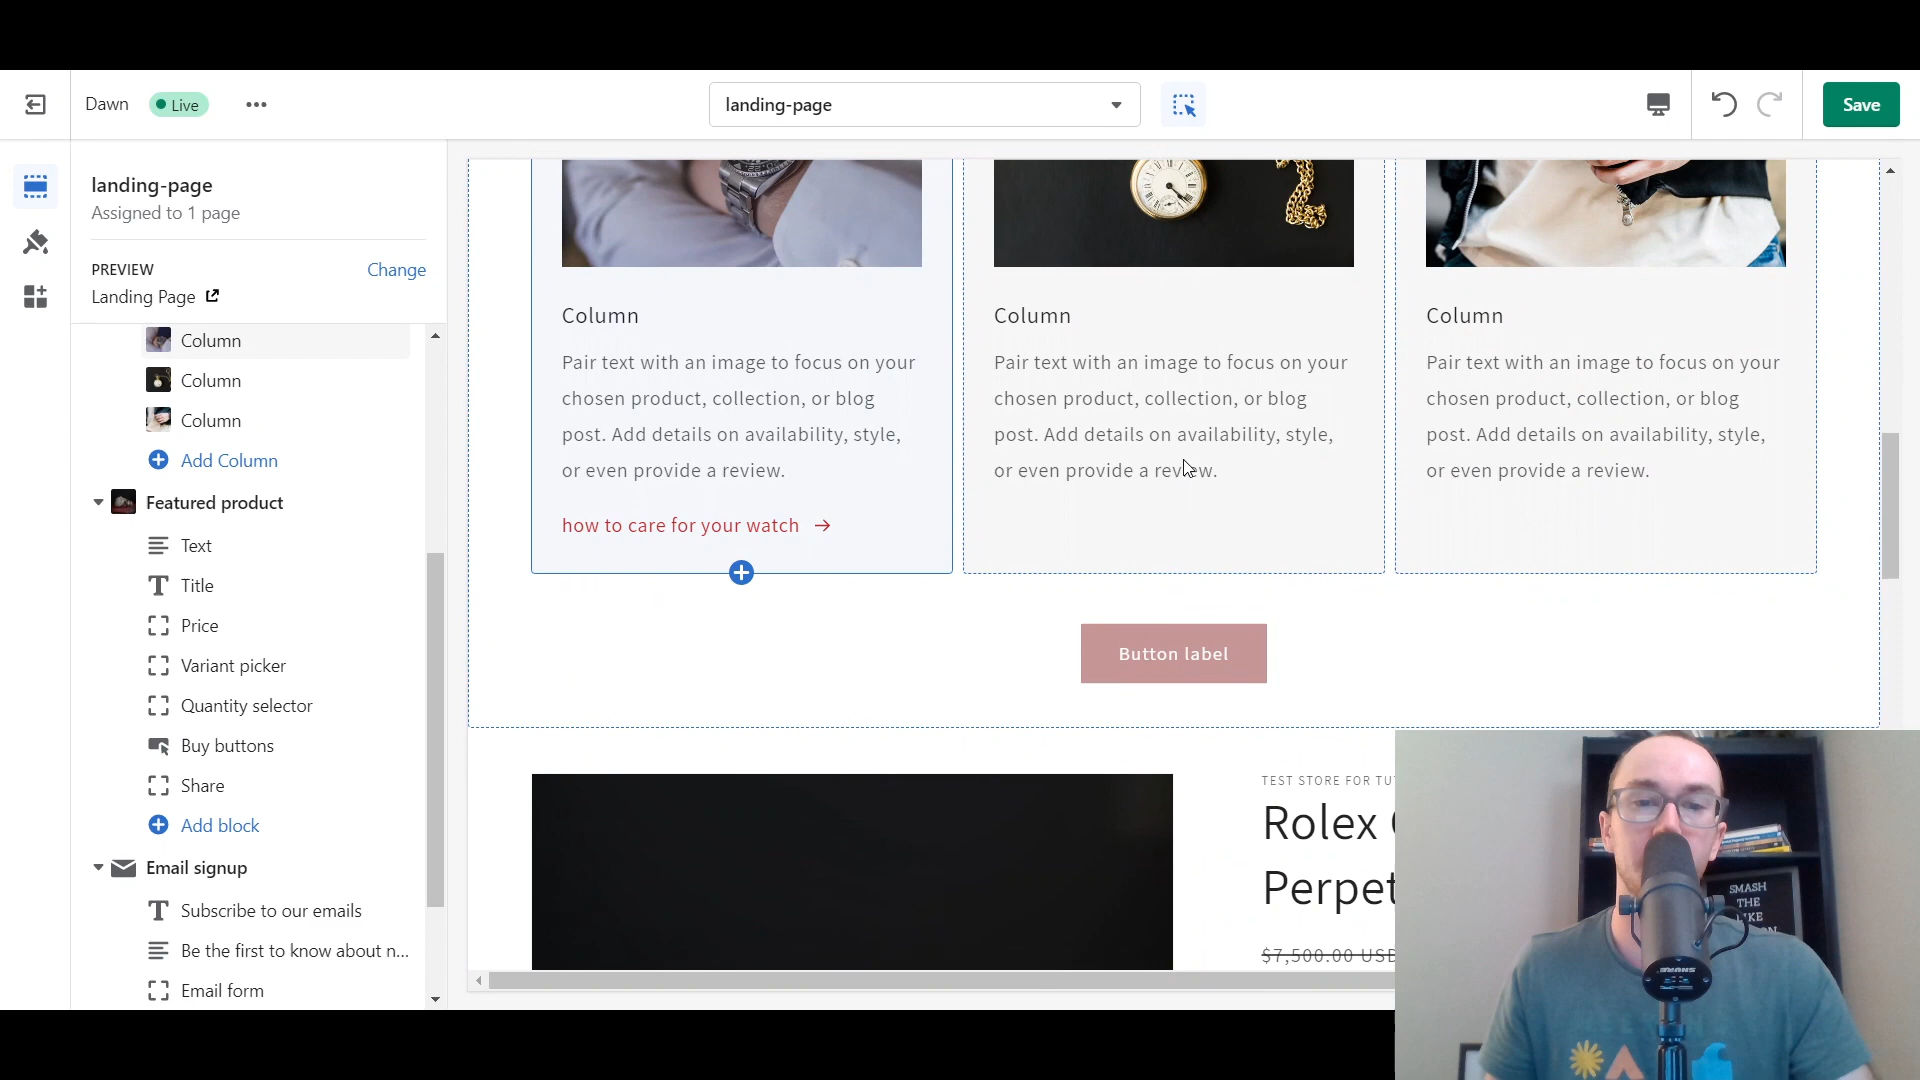 Dawn
Live
landing-page
Save
landing-page
Assigned to 1 page
PREVIEW
Change
Landing Page
Column
Column
Column
Add Column
Featured product
Text
Title
Price
Variant picker
Quantity selector
Buy buttons
Share
Add block
Email signup
Subscribe to our emails
Be the first to know about n...
Email form
Column
Pair text with an image to focus on your
chosen product, collection, or blog
post. Add details on availability, style,
or even provide a review.
how to care for your watch →
Column
Pair text with an image to focus on your
chosen product, collection, or blog
post. Add details on availability, style,
or even provide a review.
Column
Pair text with an image to focus on your
chosen product, collection, or blog
post. Add details on availability, style,
or even provide a review.
Button label
TEST STORE FOR TU
Rolex
Perpet
$7,500.00 USD
SMASH
THE